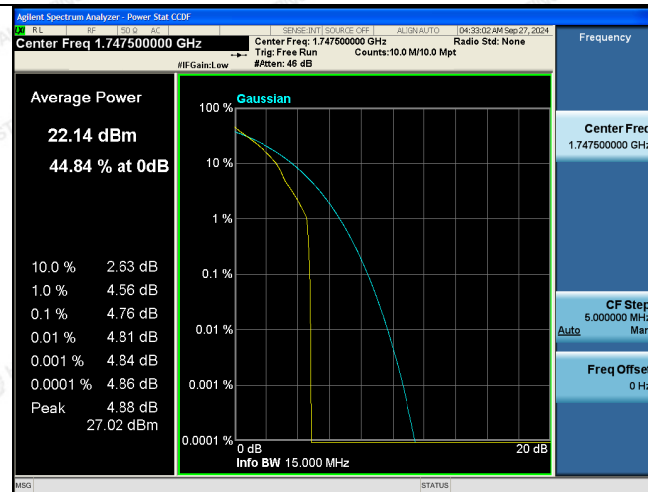 Agilent Spectrum Analyzer - Power Stat CCDF
LXI RL RF 50 Ω AC SENSE:INT SOURCE OFF ALIGN AUTO 04:33:02 AM Sep 27, 2024
Center Freq 1.747500000 GHz
Center Freq: 1.747500000 GHz Radio Std: None
Trig: Free Run Counts:10.0 M/10.0 Mpt
#IFGain:Low #Atten: 46 dB
Frequency
Average Power
22.14 dBm
44.84 % at 0dB
10.0 % 2.63 dB
1.0 % 4.56 dB
0.1 % 4.76 dB
0.01 % 4.81 dB
0.001 % 4.84 dB
0.0001 % 4.86 dB
Peak 4.88 dB
27.02 dBm
Gaussian
100 %
10 %
1 %
0.1 %
0.01 %
0.001 %
0.0001 %
0 dB 20 dB
Info BW 15.000 MHz
Center Freq
1.747500000 GHz
CF Step
5.000000 MHz
Auto Man
Freq Offset
0 Hz
MSG STATUS